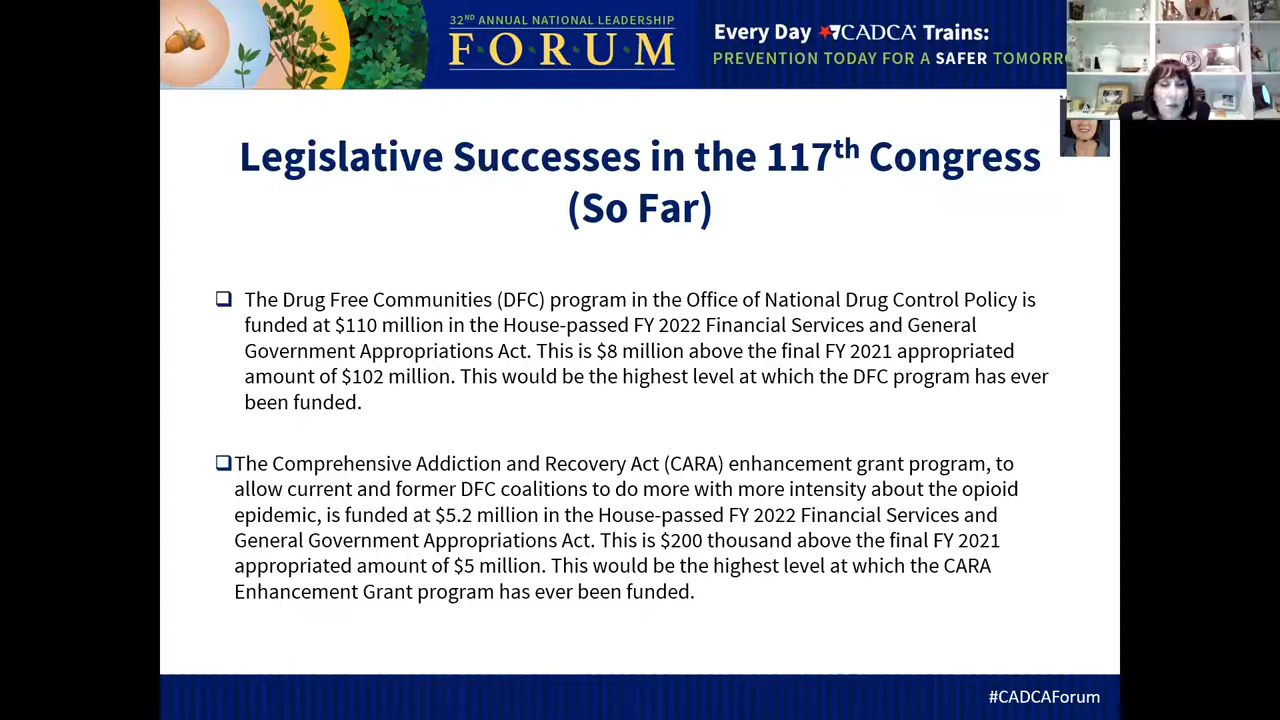 32ND ANNUAL NATIONAL LEADERSHIP
FORUM
Every Day CADCA Trains:
PREVENTION TODAY FOR A SAFER TOMORR
Legislative Successes in the 117th Congress
(So Far)
❑ The Drug Free Communities (DFC) program in the Office of National Drug Control Policy is
funded at $110 million in the House-passed FY 2022 Financial Services and General
Government Appropriations Act. This is $8 million above the final FY 2021 appropriated
amount of $102 million. This would be the highest level at which the DFC program has ever
been funded.
❑The Comprehensive Addiction and Recovery Act (CARA) enhancement grant program, to
allow current and former DFC coalitions to do more with more intensity about the opioid
epidemic, is funded at $5.2 million in the House-passed FY 2022 Financial Services and
General Government Appropriations Act. This is $200 thousand above the final FY 2021
appropriated amount of $5 million. This would be the highest level at which the CARA
Enhancement Grant program has ever been funded.
#CADCAForum